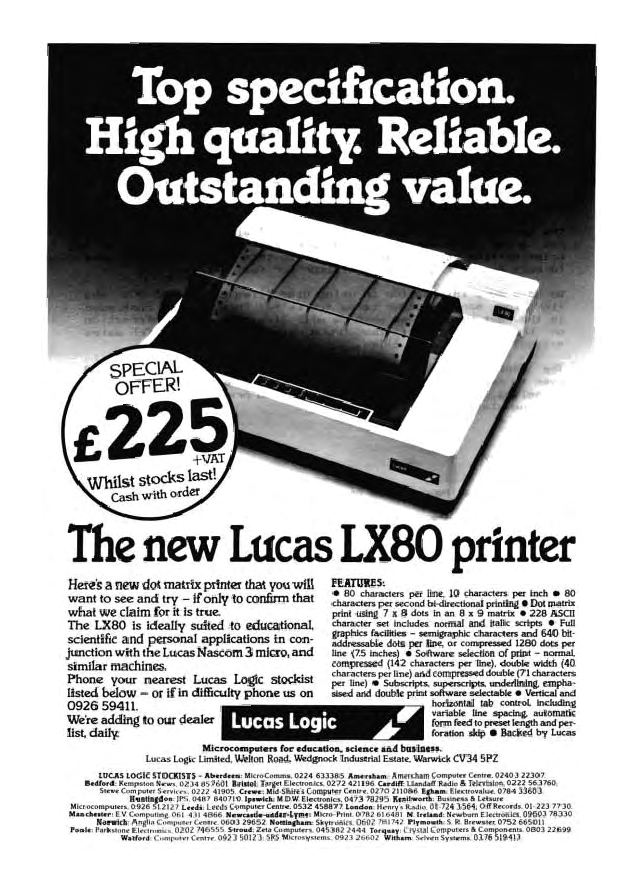 Top specification.
High quality. Reliable.
Outstanding value.
SPECIAL
OFFER!
£225
+VAT
Whilst stocks last!
Cash with order
The new Lucas LX80 printer
Here's a new dot matrix printer that you will
want to see and try – if only to confirm that
what we claim for it is true.
The LX80 is ideally suited to educational,
scientific and personal applications in con-
junction with the Lucas Nascom 3 micro, and
similar machines.
Phone your nearest Lucas Logic stockist
listed below – or if in difficulty phone us on
0926 59411.
We're adding to our dealer
list, daily.
FEATURES:
● 80 characters per line, 10 characters per inch ● 80
characters per second bi-directional printing ● Dot matrix
print using 7 x 8 dots in an 8 x 9 matrix ● 228 ASCII
character set includes normal and italic scripts ● Full
graphics facilities – semigraphic characters and 640 bit-
addressable dots per line, or compressed 1280 dots per
line (7.5 inches) ● Software selection of print – normal,
compressed (142 characters per line), double width (40
characters per line) and compressed double (71 characters
per line) ● Subscripts, superscripts, underlining, empha-
sised and double print software selectable ● Vertical and
horizontal tab control, including
variable line spacing, automatic
form feed to preset length and per-
foration skip ● Backed by Lucas
Lucas Logic
Microcomputers for education, science and business.
Lucas Logic Limited, Welton Road, Wedgnock Industrial Estate, Warwick CV34 5PZ
LUCAS LOGIC STOCKISTS – Aberdeen: MicroComms, 0224 633385. Amersham: Amersham Computer Centre, 02403 22307.
Bedford: Kempston News, 0234 857601. Bristol: Target Electronics, 0272 421196. Cardiff: Llandaff Radio & Television, 0222 563760,
Steve Computer Services, 0222 41905. Crewe: Mid-Shires Computer Centre, 0270 211086. Egham: Electrovalue, 0784 33603.
Huntingdon: JPS, 0487 840710. Ipswich: M.D.W. Electronics, 0473 78295. Kenilworth: Business & Leisure
Microcomputers, 0926 512127. Leeds: Leeds Computer Centre, 0532 458877. London: Henry's Radio, 01-724 3564, Off Records, 01-223 7730.
Manchester: E.V. Computing, 061 431 4866. Newcastle-under-Lyme: Micro-Print, 0782 616481. N. Ireland: Newburn Electronics, 09603 78330.
Norwich: Anglia Computer Centre, 0603 29652. Nottingham: Skytronics, 0602 781742. Plymouth: S. R. Brewster, 0752 665011.
Poole: Parkstone Electronics, 0202 746555. Stroud: Zeta Computers, 045382 2444. Torquay: Crystal Computers & Components, 0803 22699.
Watford: Computer Centre, 0923 50123; SRS Microsystems, 0923 26602. Witham: Selven Systems, 0376 519413.